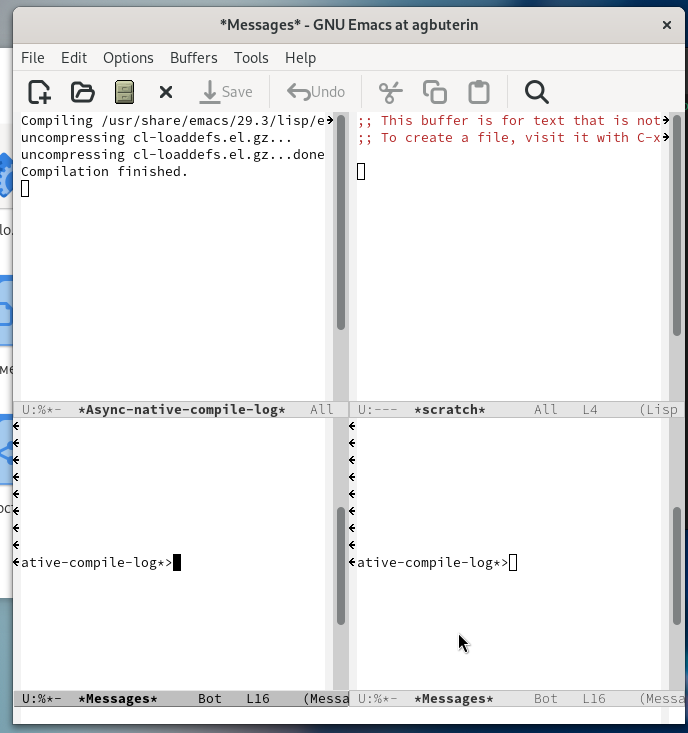 *Messages* - GNU Emacs at agbuterin
File Edit Options Buffers Tools Help
Save Undo
Compiling /usr/share/emacs/29.3/lisp/e
uncompressing cl-loaddefs.el.gz...
uncompressing cl-loaddefs.el.gz...done
Compilation finished.
U:%*- *Async-native-compile-log* All
;; This buffer is for text that is not
;; To create a file, visit it with C-x
U:--- *scratch* All L4 (Lisp
ative-compile-log*>
U:%*- *Messages* Bot L16 (Messa
ative-compile-log*>
U:%*- *Messages* Bot L16 (Messa